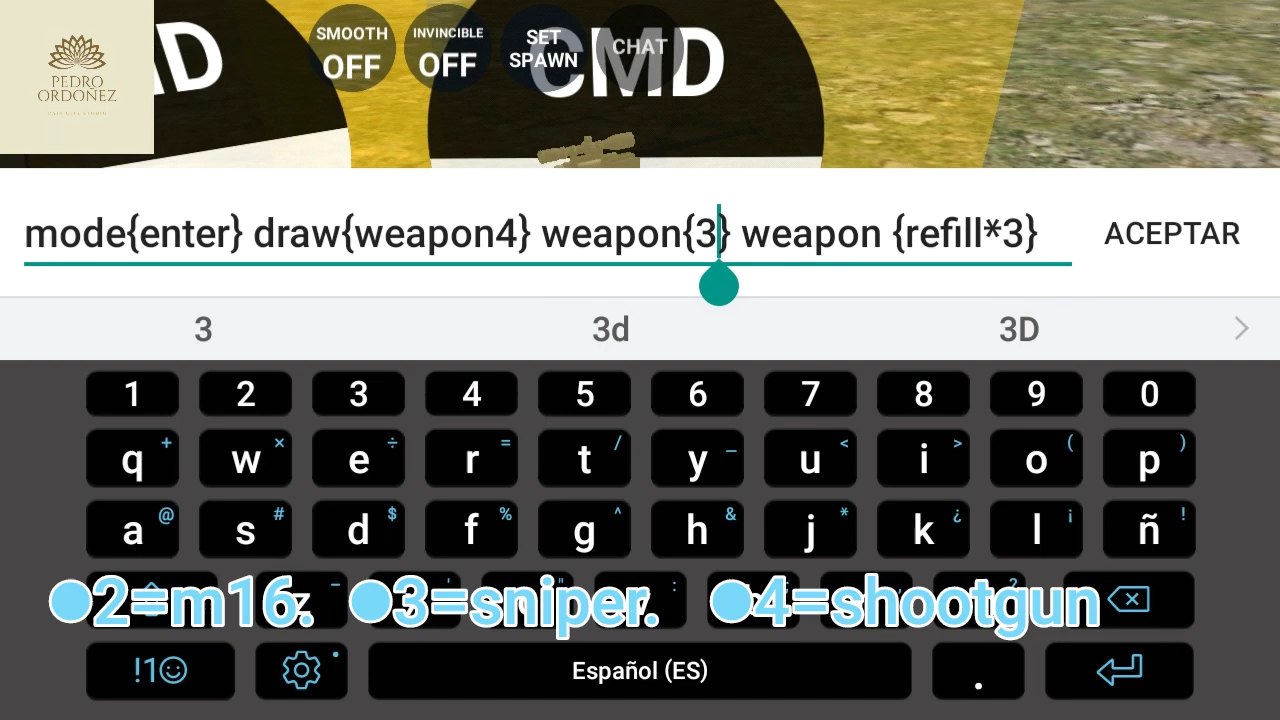 MD
CMD
SMOOTH
OFF
INVINCIBLE
OFF
SET
SPAWN
CHAT
PEDRO
ORDOÑEZ
mode{enter} draw{weapon4} weapon{3} weapon {refill*3}
ACEPTAR
3 3d 3D
1 2 3 4 5 6 7 8 9 0
q + w × e ÷ r = t / y _ u < i > o ( p )
a @ s # d $ f % g ^ h & j * k ¿ l ¡ ñ !
2=m16. 3=sniper. 4=shootgun
!1☺ Español (ES) .